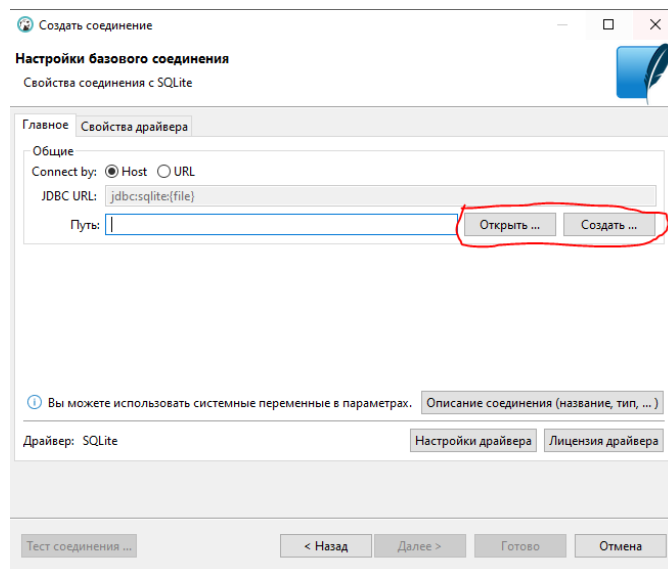 Создать соединение
Настройки базового соединения
Свойства соединения с SQLite
Главное Свойства драйвера
Общие
Connect by: Host URL
JDBC URL: jdbc:sqlite:{file}
Путь: Открыть ... Создать ...
Вы можете использовать системные переменные в параметрах. Описание соединения (название, тип, ... )
Драйвер: SQLite Настройки драйвера Лицензия драйвера
Тест соединения ... < Назад Далее > Готово Отмена